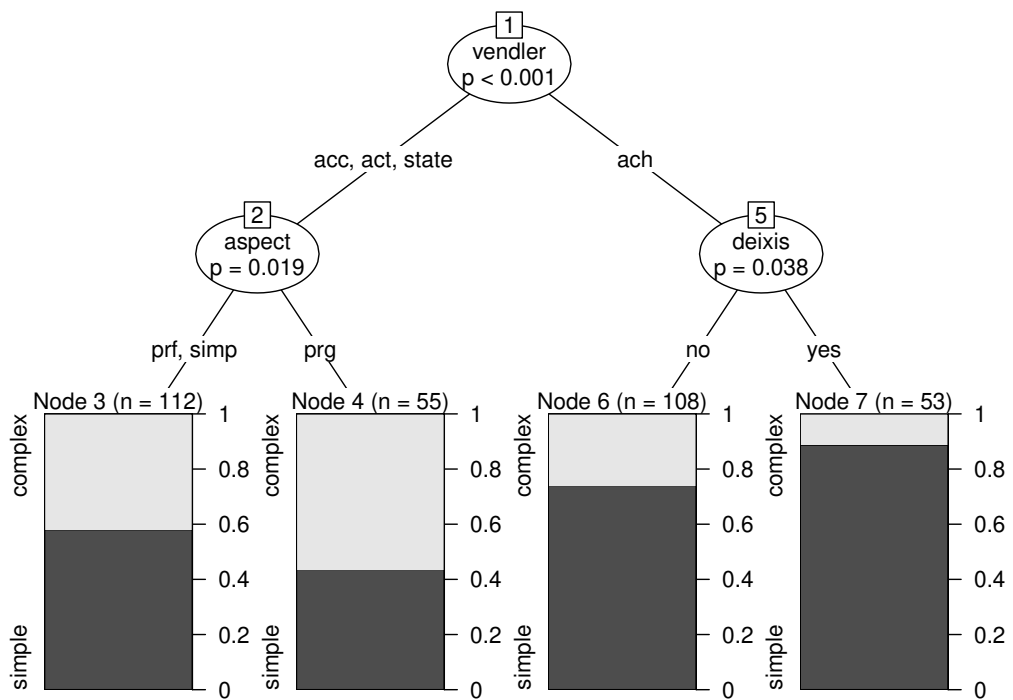 1
vendler
p < 0.001
acc, act, state
ach
2
aspect
p = 0.019
5
deixis
p = 0.038
prf, simp
prg
no
yes
Node 3 (n = 112)
complex
simple
1
0.8
0.6
0.4
0.2
0
Node 4 (n = 55)
complex
simple
1
0.8
0.6
0.4
0.2
0
Node 6 (n = 108)
complex
simple
1
0.8
0.6
0.4
0.2
0
Node 7 (n = 53)
complex
simple
1
0.8
0.6
0.4
0.2
0